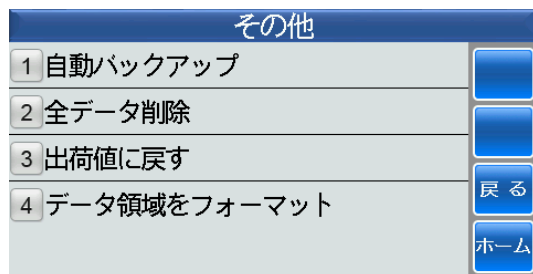 その他
1 自動バックアップ
2 全データ削除
3 出荷値に戻す
4 データ領域をフォーマット
戻る
ホーム